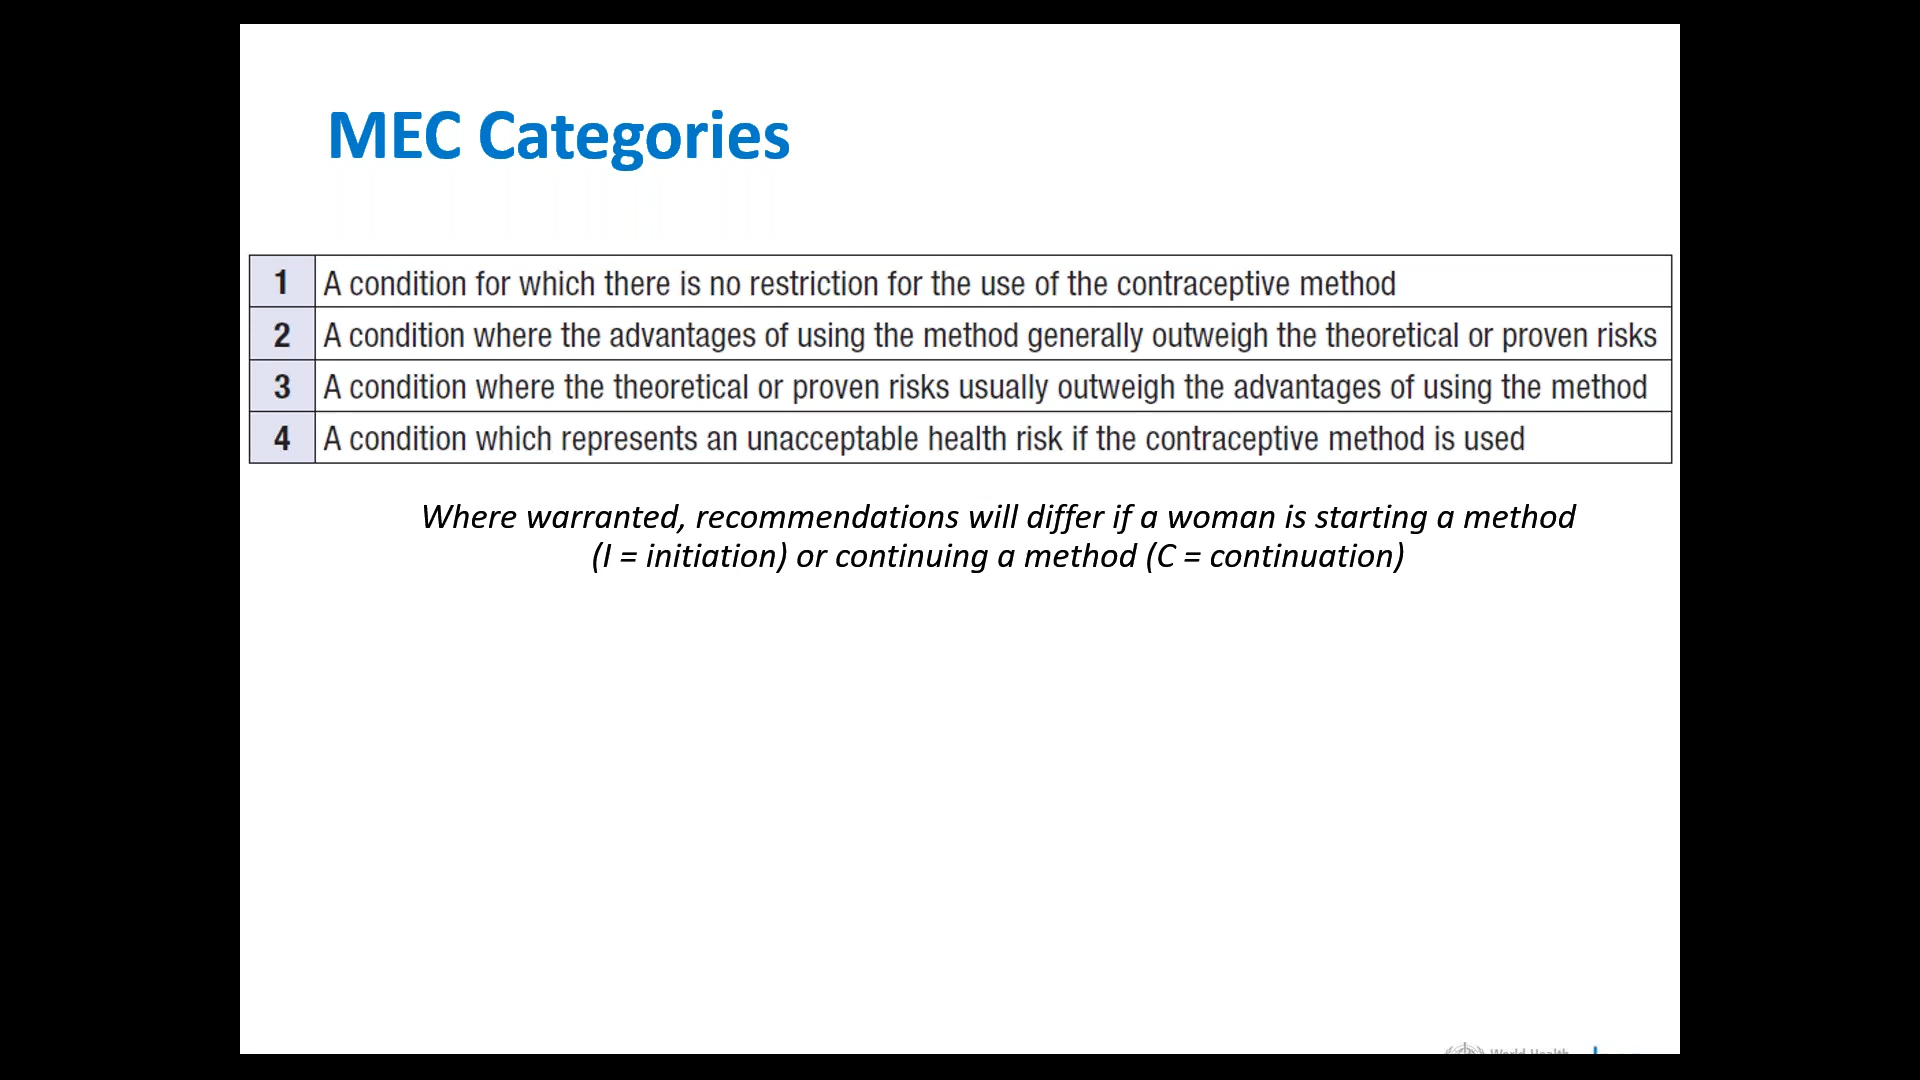 MEC Categories
1 A condition for which there is no restriction for the use of the contraceptive method
2 A condition where the advantages of using the method generally outweigh the theoretical or proven risks
3 A condition where the theoretical or proven risks usually outweigh the advantages of using the method
4 A condition which represents an unacceptable health risk if the contraceptive method is used
Where warranted, recommendations will differ if a woman is starting a method
(I = initiation) or continuing a method (C = continuation)
World Health